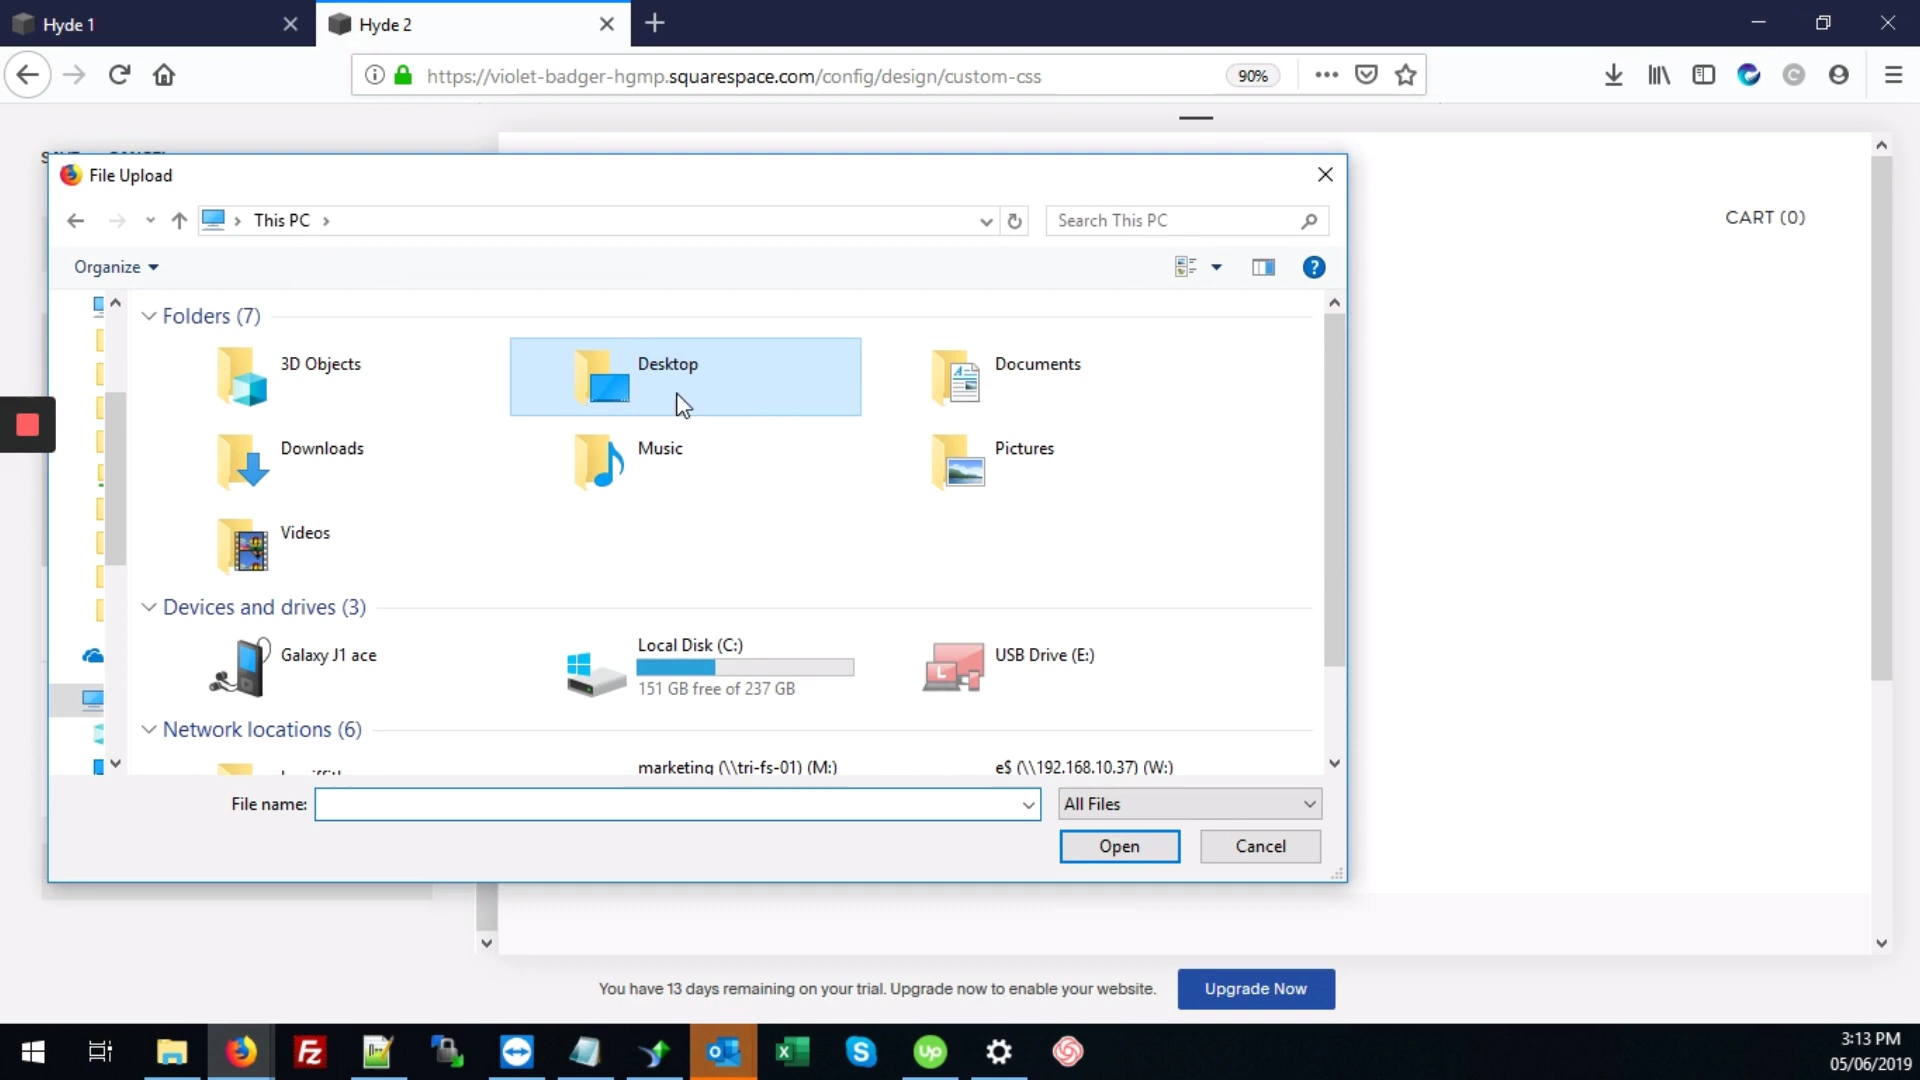 Hyde 1
Hyde 2
https://violet-badger-hgmp.squarespace.com/config/design/custom-css
90%
File Upload
This PC
Search This PC
CART (0)
Organize
Folders (7)
3D Objects
Desktop
Documents
Downloads
Music
Pictures
Videos
Devices and drives (3)
Galaxy J1 ace
Local Disk (C:)
151 GB free of 237 GB
USB Drive (E:)
Network locations (6)
marketing (\\tri-fs-01) (M:)
e$ (\\192.168.10.37) (W:)
File name:
All Files
Open
Cancel
You have 13 days remaining on your trial. Upgrade now to enable your website.
Upgrade Now
3:13 PM
05/06/2019